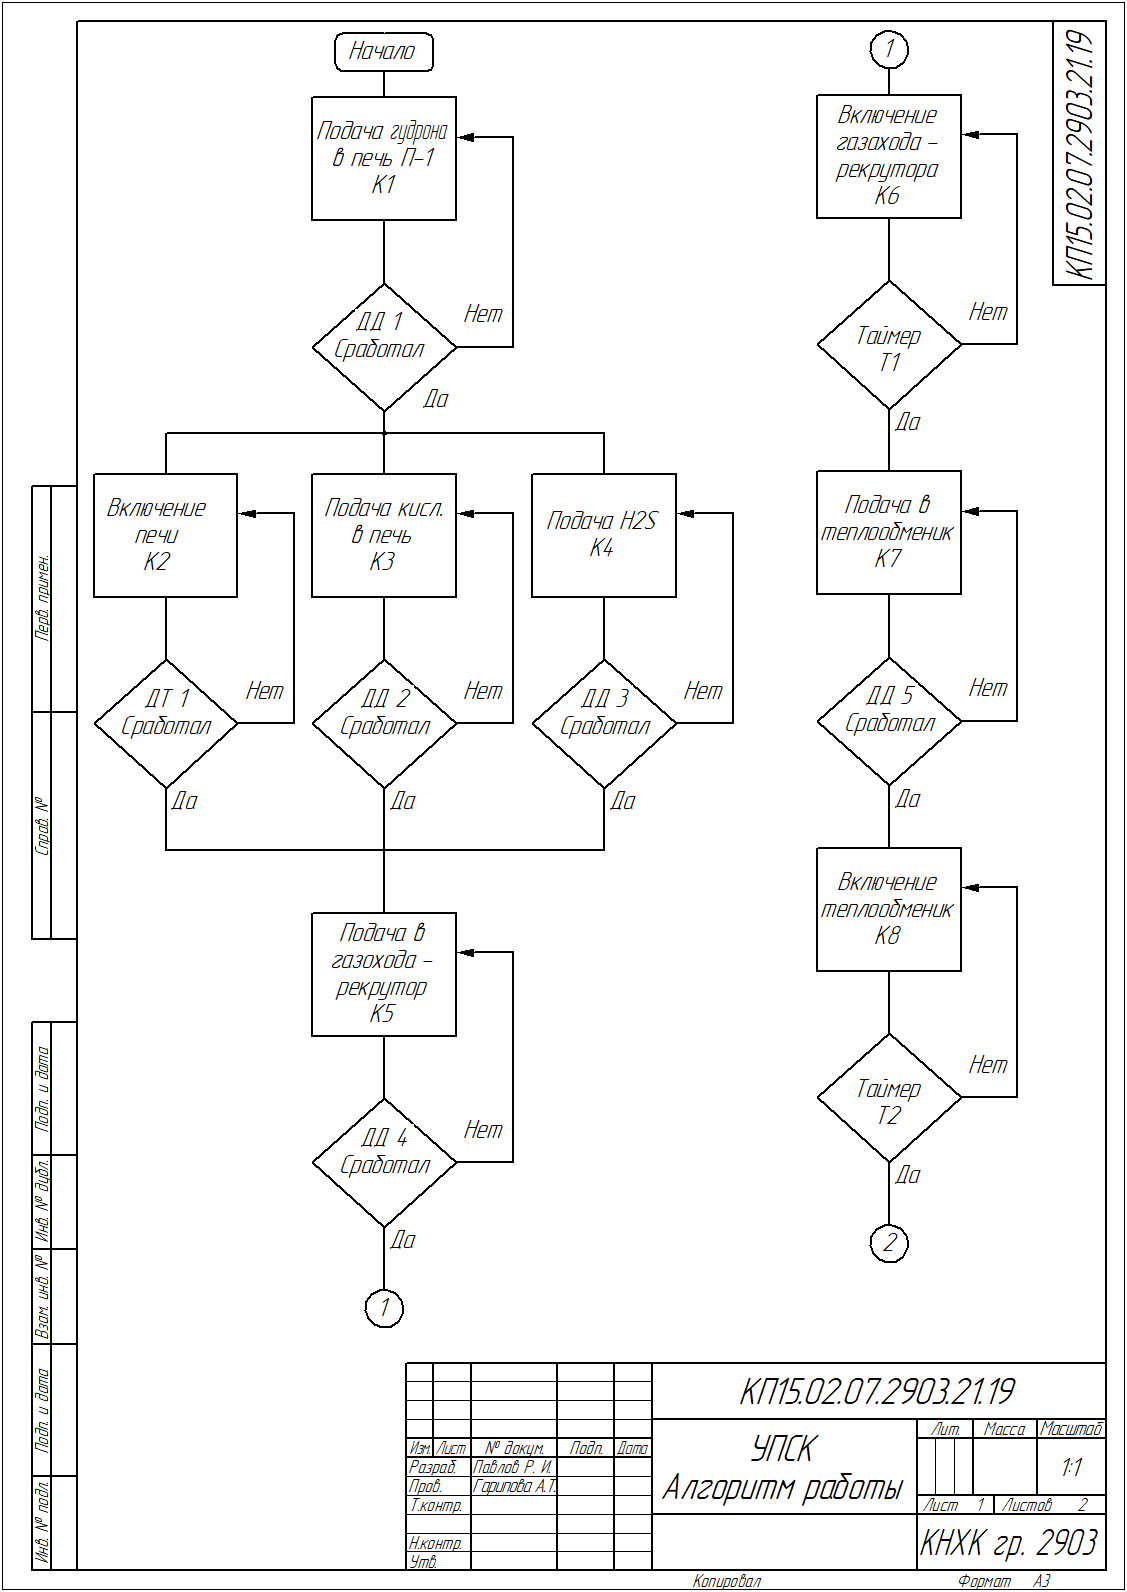 Начало
Подача гудрона
в печь П-1
К1
ДД 1
Сработал
Нет
Да
Включение
печи
К2
ДТ 1
Сработал
Нет
Да
Подача кисл.
в печь
К3
ДД 2
Сработал
Нет
Да
Подача H2S
К4
ДД 3
Сработал
Нет
Да
Подача в
газохода -
рекрутор
К5
ДД 4
Сработал
Нет
Да
1
1
Включение
газахода -
рекрутора
К6
Таймер
Т1
Нет
Да
Подача в
теплообменик
К7
ДД 5
Сработал
Нет
Да
Включение
теплообменик
К8
Таймер
Т2
Нет
Да
2
КП15.02.07.2903.21.19
Перв. примен.
Справ. №
Подп. и дата
Инв. № дубл.
Взам. инв. №
Подп. и дата
Инв. № подл.
КП15.02.07.2903.21.19
Изм. Лист № докум. Подп. Дата
Разраб. Павлов Р. И.
Пров. Гарипова А.Т.
Т.контр.
Н.контр.
Утв.
УПСК
Алгоритм работы
Лит. Масса Масштаб
1:1
Лист 1 Листов 2
КНХК гр. 2903
Копировал Формат А3